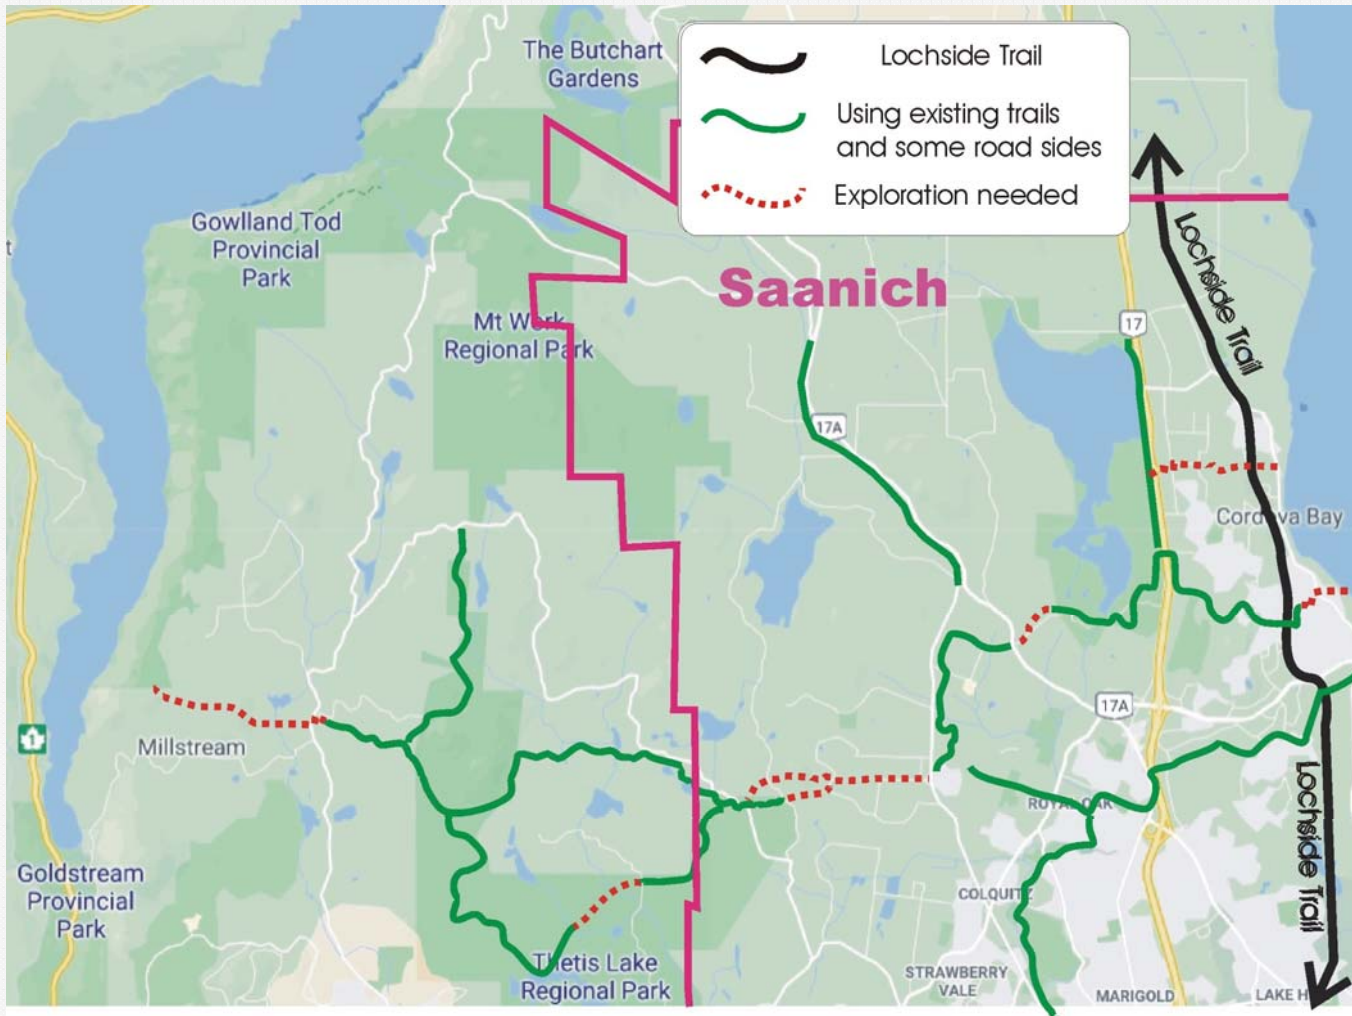 The Butchart
Gardens
Lochside Trail
Using existing trails
and some road sides
Exploration needed
Gowlland Tod
Provincial
Park
t
Saanich
Lochside Trail
Mt Work
Regional Park
17
17A
Cordova Bay
1
Millstream
17A
ROYAL OAK
Lochside Trail
Goldstream
Provincial
Park
COLQUITZ
Thetis Lake
Regional Park
STRAWBERRY
VALE
MARIGOLD
LAKE H